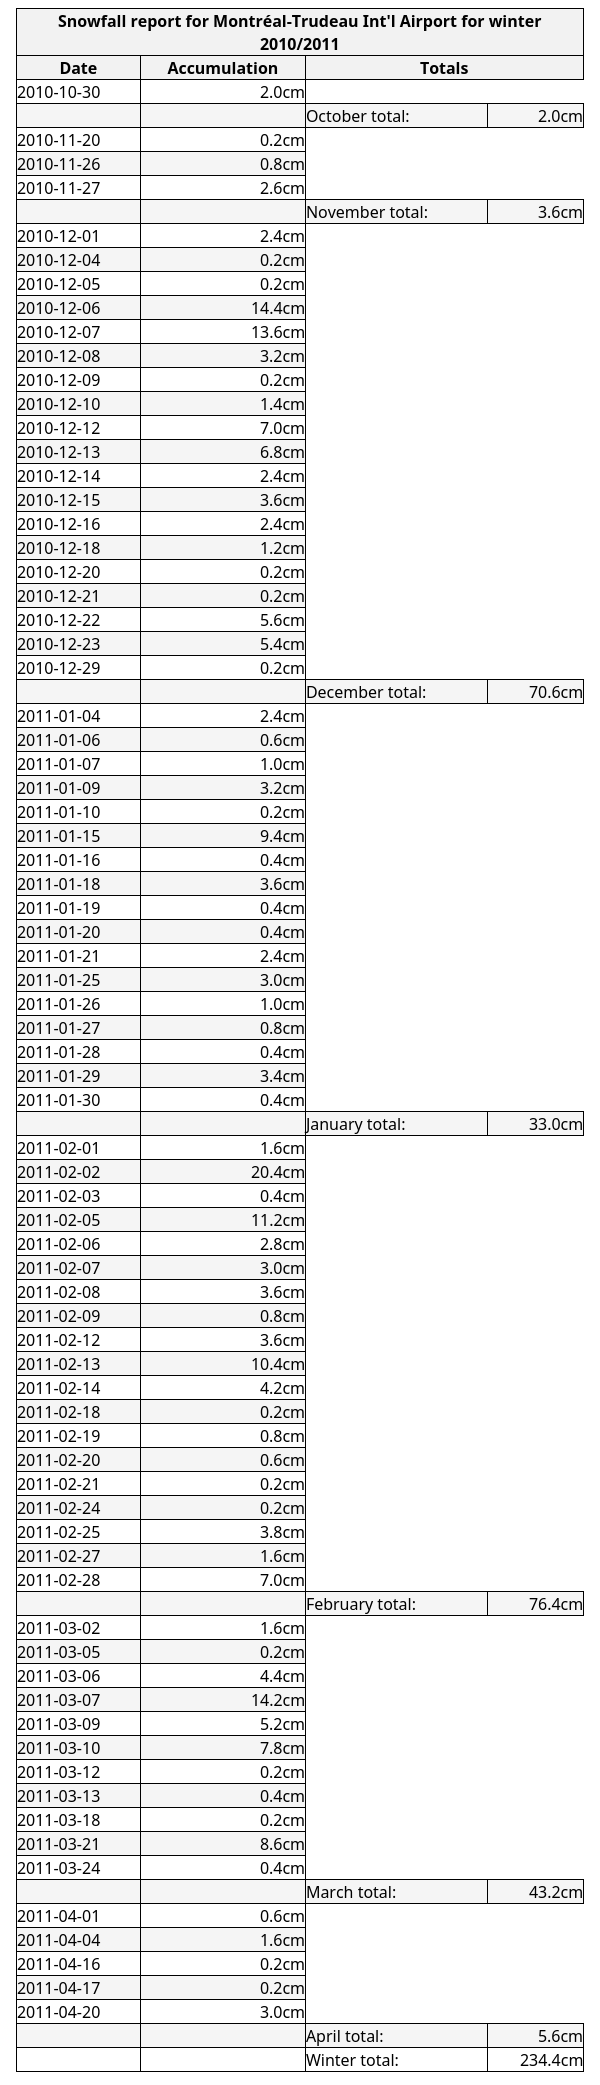 Snowfall report for Montréal-Trudeau Int'l Airport for winter
2010/2011
Date Accumulation Totals
2010-10-30 2.0cm
October total: 2.0cm
2010-11-20 0.2cm
2010-11-26 0.8cm
2010-11-27 2.6cm
November total: 3.6cm
2010-12-01 2.4cm
2010-12-04 0.2cm
2010-12-05 0.2cm
2010-12-06 14.4cm
2010-12-07 13.6cm
2010-12-08 3.2cm
2010-12-09 0.2cm
2010-12-10 1.4cm
2010-12-12 7.0cm
2010-12-13 6.8cm
2010-12-14 2.4cm
2010-12-15 3.6cm
2010-12-16 2.4cm
2010-12-18 1.2cm
2010-12-20 0.2cm
2010-12-21 0.2cm
2010-12-22 5.6cm
2010-12-23 5.4cm
2010-12-29 0.2cm
December total: 70.6cm
2011-01-04 2.4cm
2011-01-06 0.6cm
2011-01-07 1.0cm
2011-01-09 3.2cm
2011-01-10 0.2cm
2011-01-15 9.4cm
2011-01-16 0.4cm
2011-01-18 3.6cm
2011-01-19 0.4cm
2011-01-20 0.4cm
2011-01-21 2.4cm
2011-01-25 3.0cm
2011-01-26 1.0cm
2011-01-27 0.8cm
2011-01-28 0.4cm
2011-01-29 3.4cm
2011-01-30 0.4cm
January total: 33.0cm
2011-02-01 1.6cm
2011-02-02 20.4cm
2011-02-03 0.4cm
2011-02-05 11.2cm
2011-02-06 2.8cm
2011-02-07 3.0cm
2011-02-08 3.6cm
2011-02-09 0.8cm
2011-02-12 3.6cm
2011-02-13 10.4cm
2011-02-14 4.2cm
2011-02-18 0.2cm
2011-02-19 0.8cm
2011-02-20 0.6cm
2011-02-21 0.2cm
2011-02-24 0.2cm
2011-02-25 3.8cm
2011-02-27 1.6cm
2011-02-28 7.0cm
February total: 76.4cm
2011-03-02 1.6cm
2011-03-05 0.2cm
2011-03-06 4.4cm
2011-03-07 14.2cm
2011-03-09 5.2cm
2011-03-10 7.8cm
2011-03-12 0.2cm
2011-03-13 0.4cm
2011-03-18 0.2cm
2011-03-21 8.6cm
2011-03-24 0.4cm
March total: 43.2cm
2011-04-01 0.6cm
2011-04-04 1.6cm
2011-04-16 0.2cm
2011-04-17 0.2cm
2011-04-20 3.0cm
April total: 5.6cm
Winter total: 234.4cm